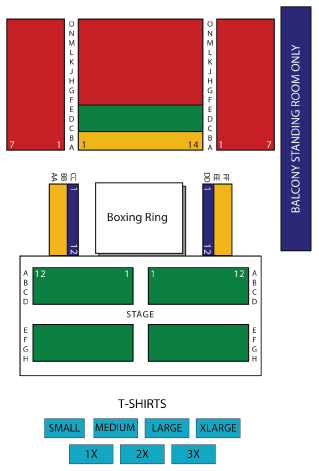 O N M L K J H G F E D C B A
O N M L K J H G F E D C B A
7 1
1 14
1 7
BALCONY STANDING ROOM ONLY
AA BB CC
1
12
Boxing Ring
DD EE FF
1
12
A B C D
12 1
1 12
A B C D
STAGE
E F G H
E F G H
T-SHIRTS
SMALL MEDIUM LARGE XLARGE
1X 2X 3X